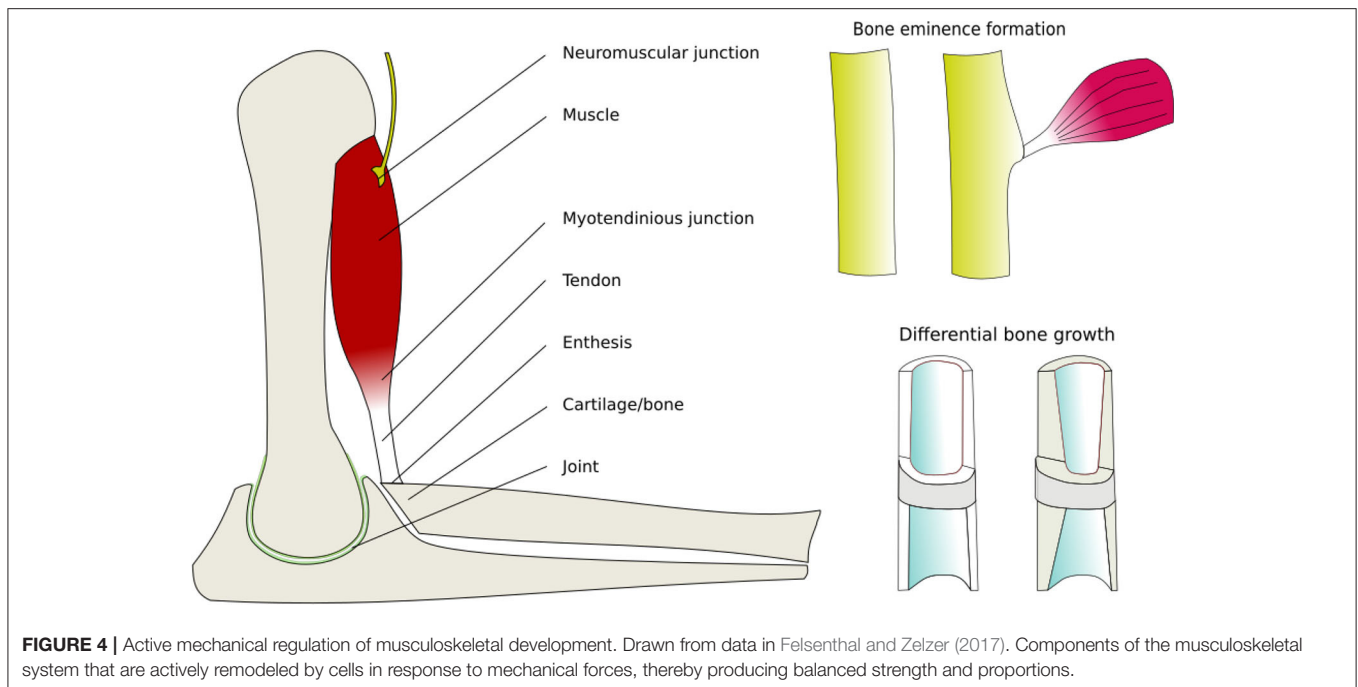 Neuromuscular junction
Muscle
Myotendinious junction
Tendon
Enthesis
Cartilage/bone
Joint
Bone eminence formation
Differential bone growth
FIGURE 4 | Active mechanical regulation of musculoskeletal development. Drawn from data in Felsenthal and Zelzer (2017). Components of the musculoskeletal
system that are actively remodeled by cells in response to mechanical forces, thereby producing balanced strength and proportions.